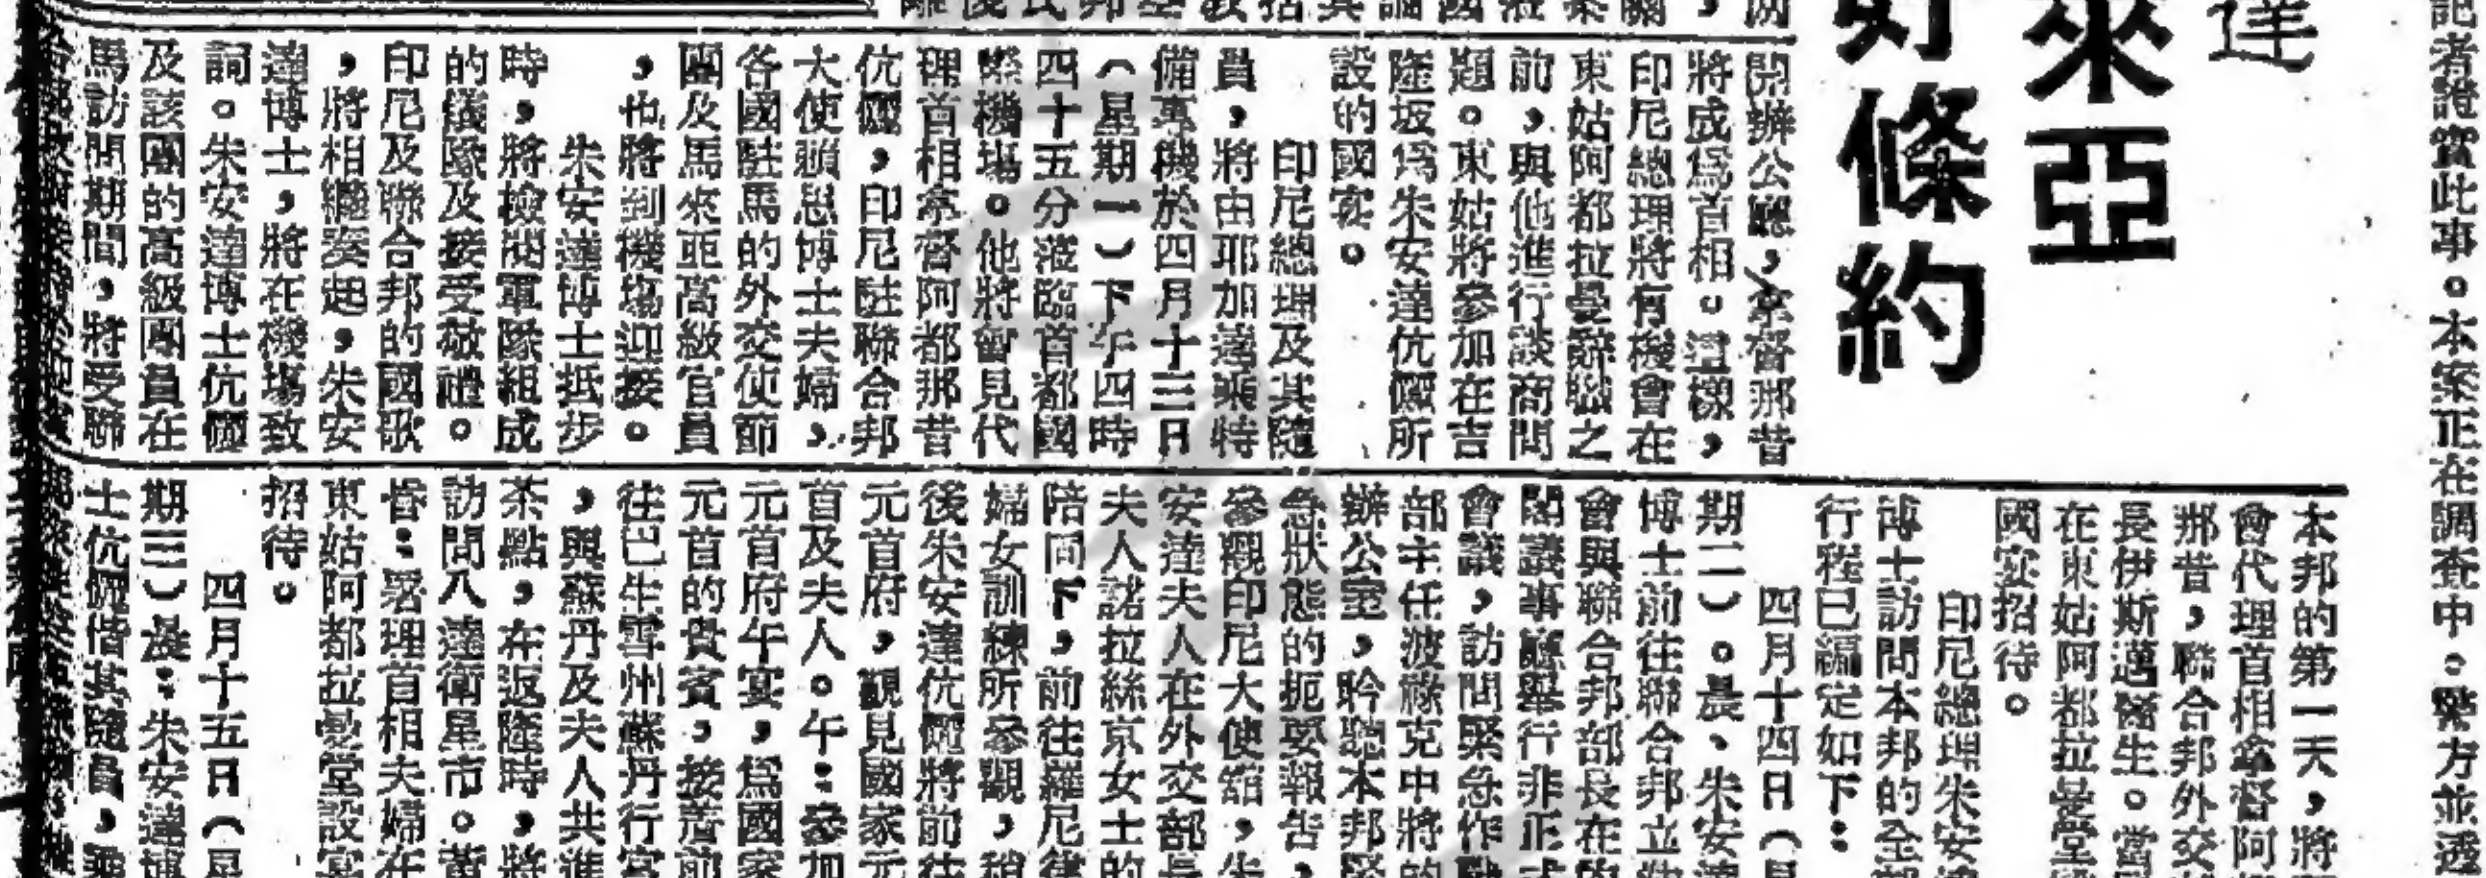 記者證實此事。本案正在調查中。警方並透
達
來亞
好條約
開辦公廳,拿督那昔
將成爲首相。這樣,
印尼總理將有機會在
東姑阿都拉曼辭職之
前,與他進行談商問
題。東姑將參加在吉
隆坡爲朱安達伉儷所
設的國宴。
印尼總理及其隨
員,將由耶加達乘特
備專機於四月十三日
(星期一)下午四時
四十五分蒞臨首都國
際機塲。他將會見代
理首相拿督阿都那昔
伉儷,印尼駐聯合邦
大使
博士夫婦,
各國駐馬的外交使節
團及馬來亞高級官員
,也將到機塲迎接。
朱安達博士抵步
時,將檢閱軍隊組成
的儀隊及接受敬禮。
印尼及聯合邦的國歌
,將相繼奏起,朱安
達博士,將在機塲致
詞。朱安達博士伉儷
及該團的高級團員在
馬訪問期間,將受聯
本邦的第一天,將
會代理首相拿督阿
那昔,聯合邦外交
長伊斯邁醫生。當
在東姑阿都拉曼堂
國宴招待。
印尼總理朱安
博士訪問本邦的全
行程已編定如下:
四月十四日(星
期二)。晨、朱安達
博士前往聯合邦立
會與聯合邦部長在
閣議事廳舉行非正式
會議,訪問緊急作戰
部主任波祿克中將的
辦公室,聆聽本邦緊
急狀態的扼要報告,
參觀印尼大使舘,朱
安達夫人在外交部長
夫人諾拉絲京女士的
陪同下,前往羅尼律
婦女訓練所參觀,稍
後朱安達伉儷將前往
元首府,觀見國家元
首及夫人。午:參加
元首府午宴,爲國家
元首的貴賓,接着前
往巴生雪州蘇丹行宮
,與蘇丹及夫人共進
茶點,在返隆時,將
訪問八達衛星市。黃
昏:署理首相夫婦在
東姑阿都拉曼堂設宴
招待。
四月十五日(星
期三)晨:朱安達博
士伉儷偕其隨員,乘